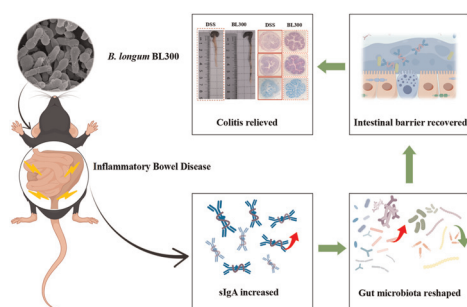 B. longum BL300
DSS BL300 DSS BL300
Colitis relieved
Intestinal barrier recovered
Inflammatory Bowel Disease
sIgA increased
Gut microbiota reshaped